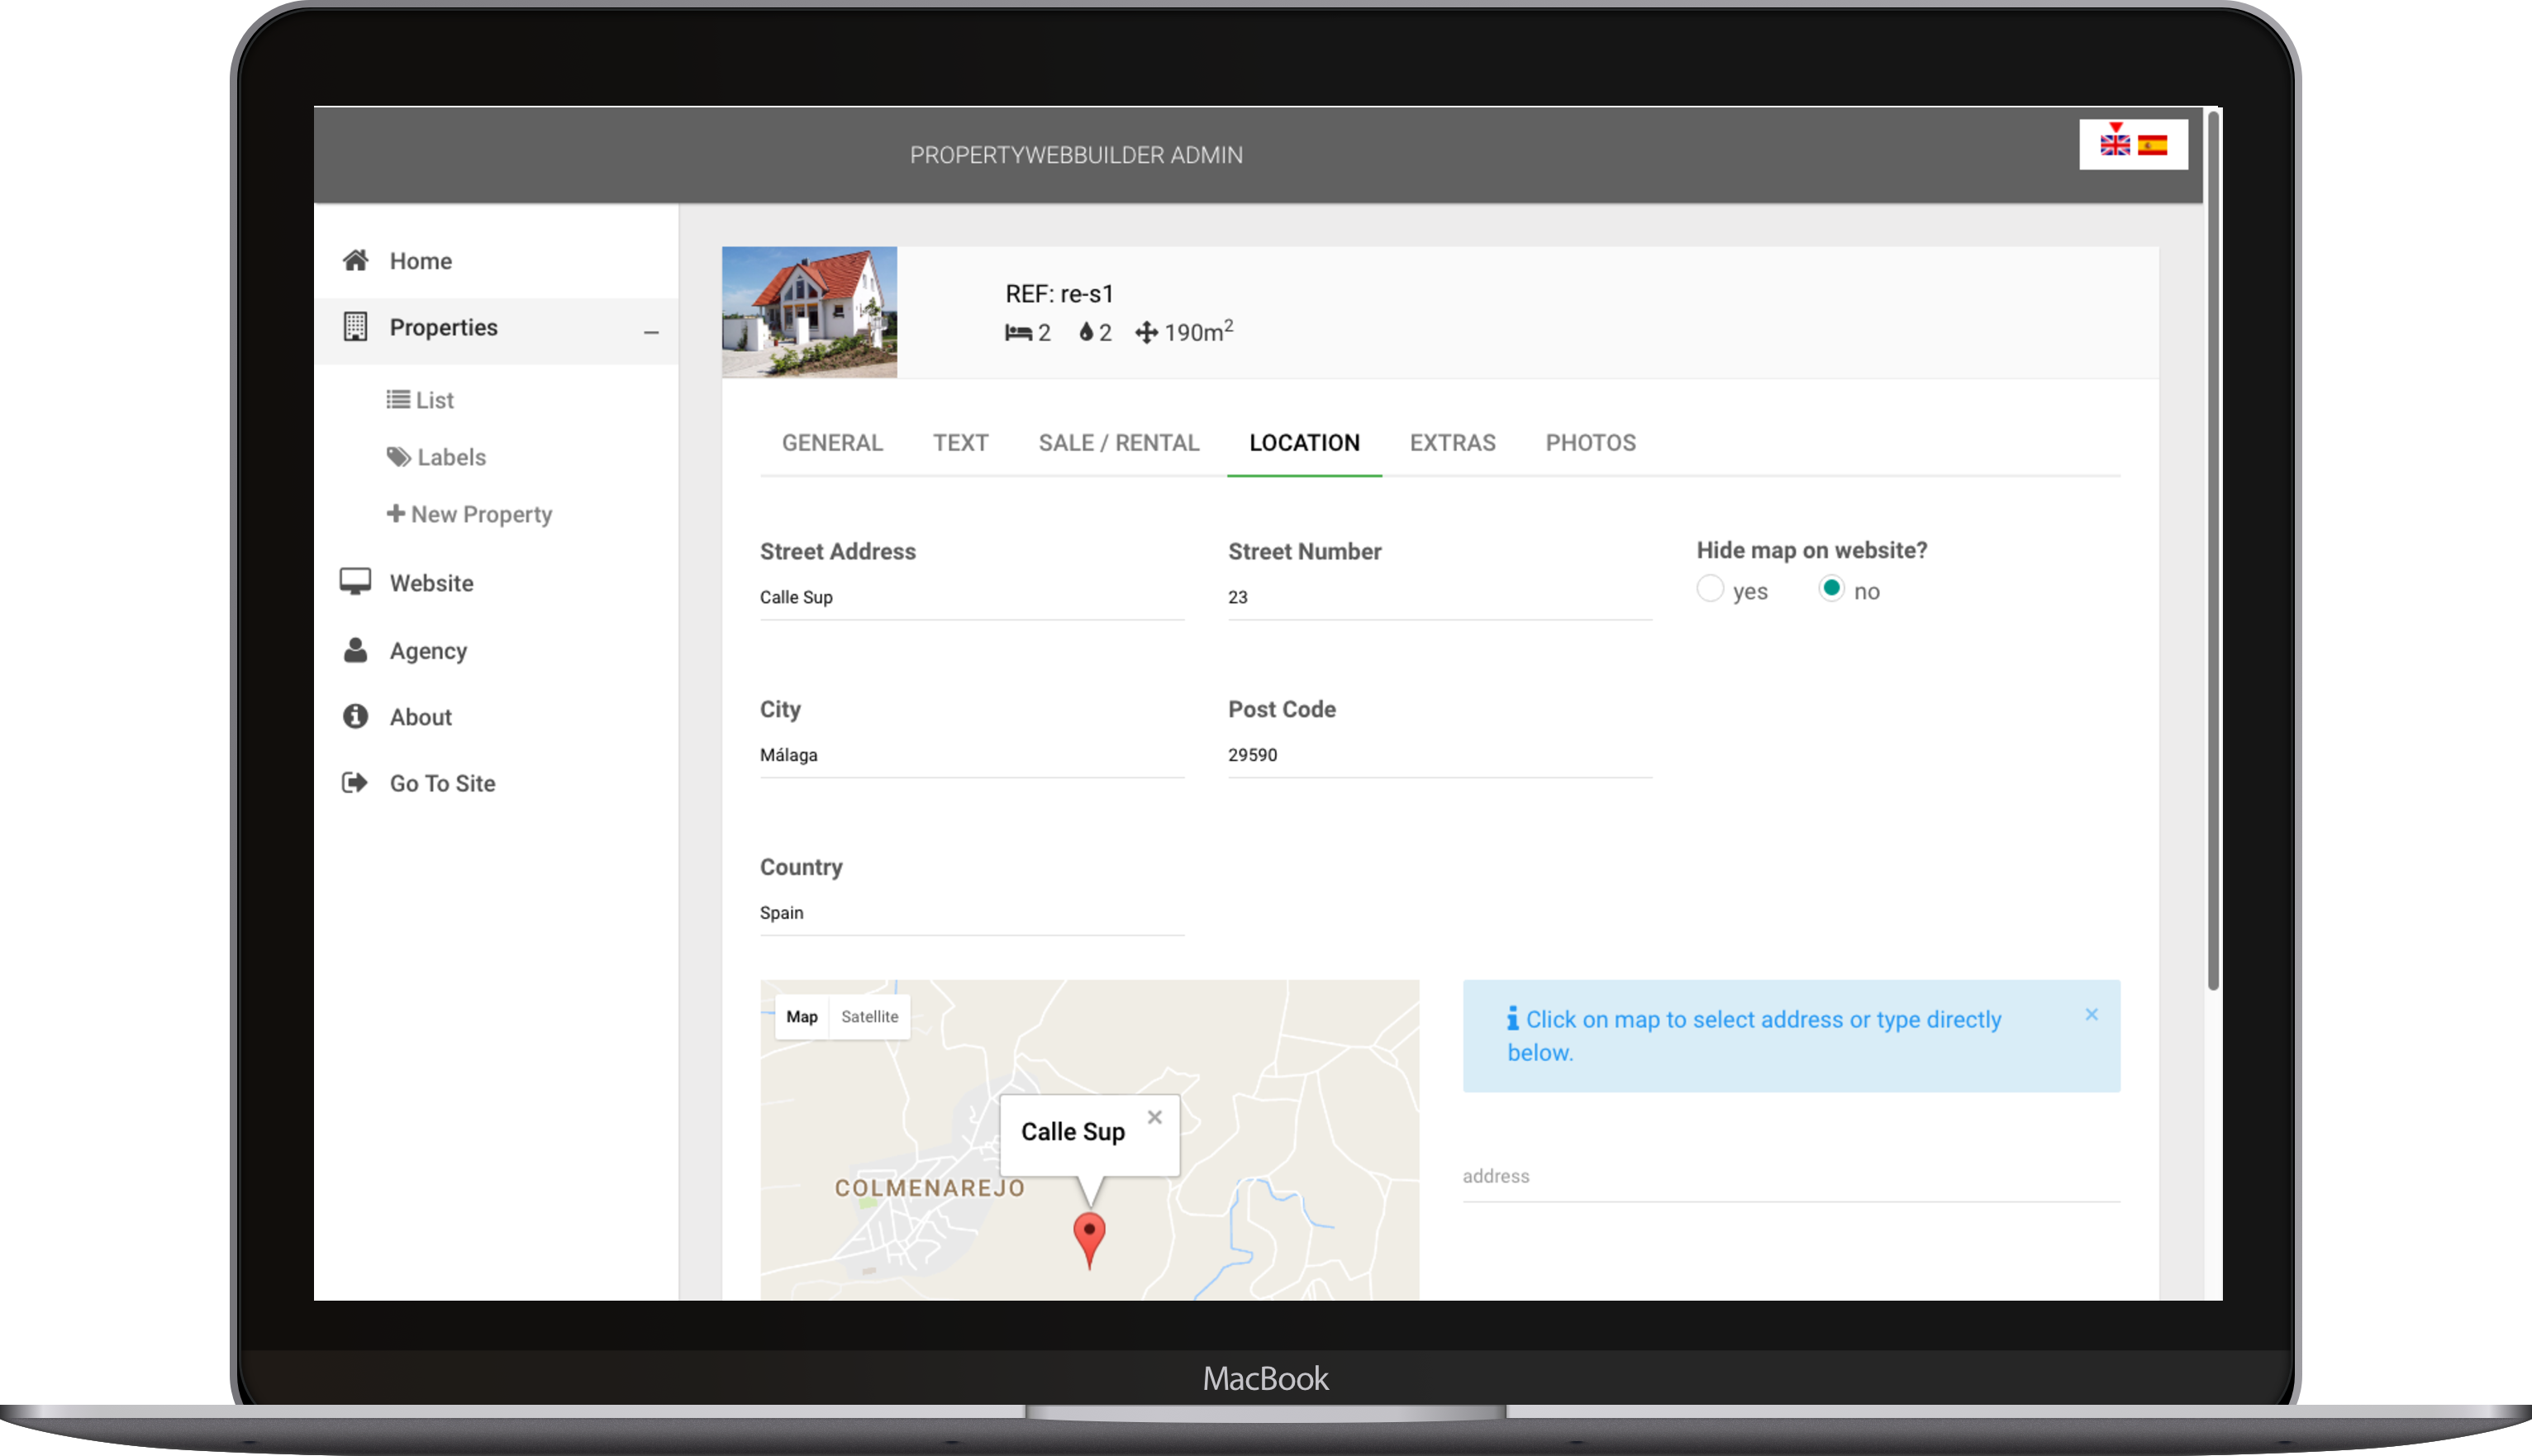 PROPERTYWEBBUILDER ADMIN
Home
Properties
List
Labels
New Property
Website
Agency
About
Go To Site
REF: re-s1
2 2 190m²
GENERAL TEXT SALE / RENTAL LOCATION EXTRAS PHOTOS
Street Address Street Number Hide map on website?
Calle Sup 23 yes no
City Post Code
Málaga 29590
Country
Spain
Map Satellite
Click on map to select address or type directly
below.
Calle Sup
COLMENAREJO
address
MacBook